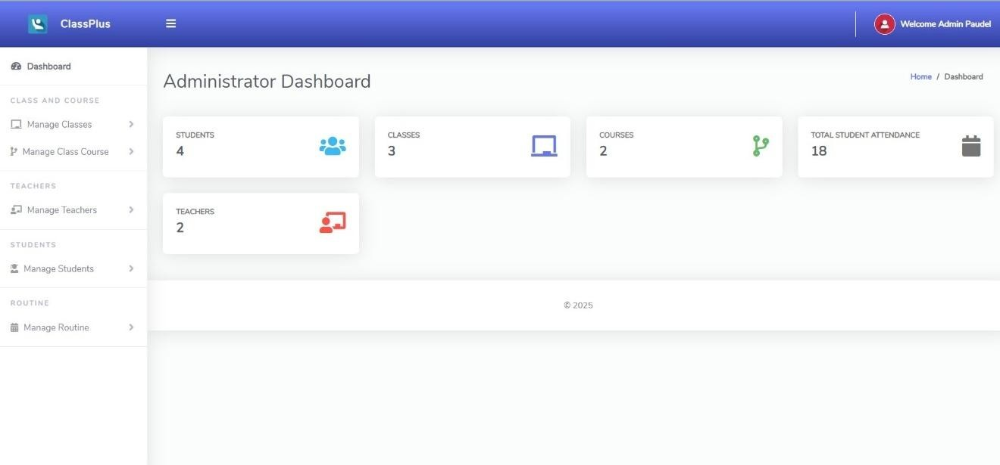 ClassPlus
Welcome Admin Paudel
Dashboard
CLASS AND COURSE
Manage Classes
Manage Class Course
TEACHERS
Manage Teachers
STUDENTS
Manage Students
ROUTINE
Manage Routine
Administrator Dashboard
Home / Dashboard
STUDENTS
4
CLASSES
3
COURSES
2
TOTAL STUDENT ATTENDANCE
18
TEACHERS
2
© 2025